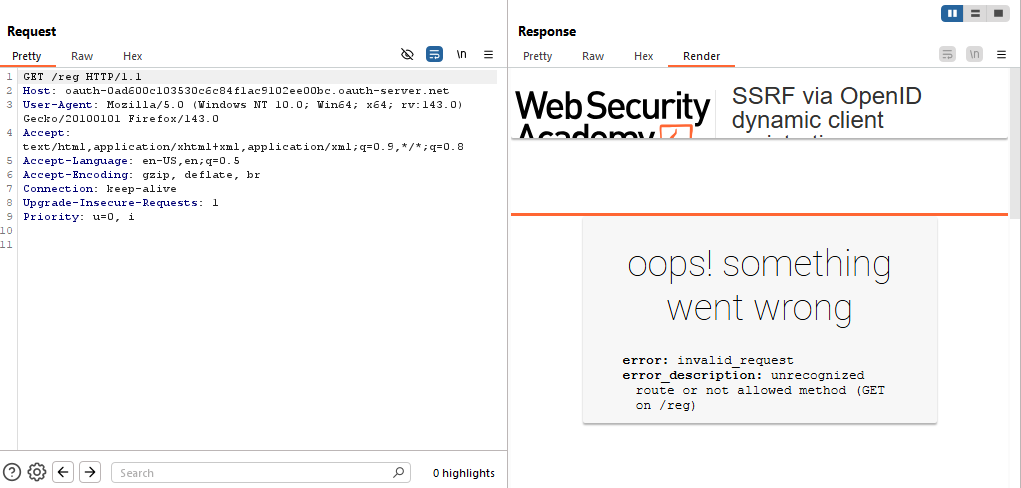 Request
Pretty Raw Hex \n
1 GET /reg HTTP/1.1
2 Host: oauth-0ad600c103530c6c84f1ac9102ee00bc.oauth-server.net
3 User-Agent: Mozilla/5.0 (Windows NT 10.0; Win64; x64; rv:143.0)
Gecko/20100101 Firefox/143.0
4 Accept:
text/html,application/xhtml+xml,application/xml;q=0.9,*/*;q=0.8
5 Accept-Language: en-US,en;q=0.5
6 Accept-Encoding: gzip, deflate, br
7 Connection: keep-alive
8 Upgrade-Insecure-Requests: 1
9 Priority: u=0, i
10
11
Search
0 highlights
Response
Pretty Raw Hex Render \n
Web Security
Academy
SSRF via OpenID
dynamic client
oops! something
went wrong
error: invalid_request
error_description: unrecognized
route or not allowed method (GET
on /reg)